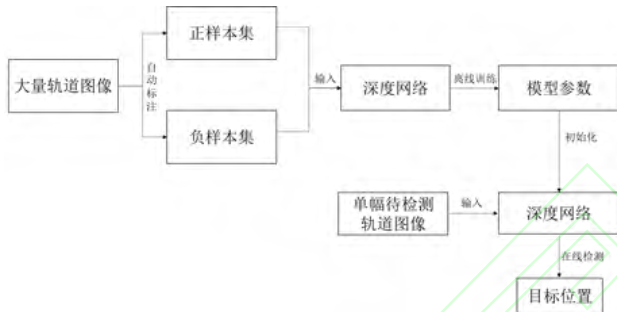 正样本集
大量轨道图像
自动标注
负样本集
输入
深度网络
离线训练
模型参数
初始化
单幅待检测
轨道图像
输入
深度网络
在线检测
目标位置